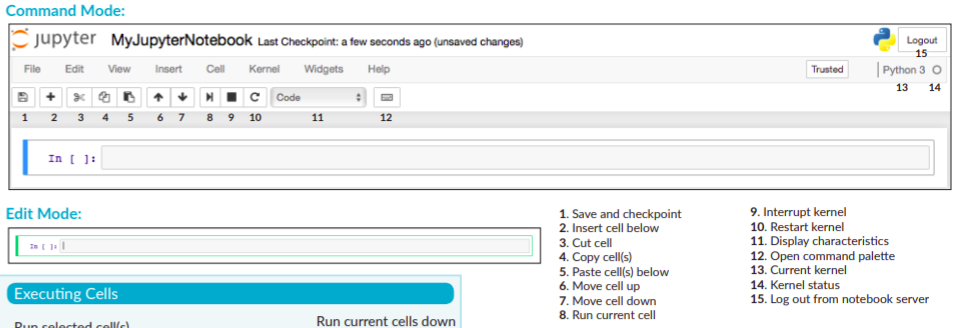 Command Mode:
jupyter MyJupyterNotebook Last Checkpoint: a few seconds ago (unsaved changes) Logout
15
File Edit View Insert Cell Kernel Widgets Help Trusted Python 3
13 14
Code
1 2 3 4 5 6 7 8 9 10 11 12
In [ ]:
Edit Mode:
In [ ]:
1. Save and checkpoint
2. Insert cell below
3. Cut cell
4. Copy cell(s)
5. Paste cell(s) below
6. Move cell up
7. Move cell down
8. Run current cell
9. Interrupt kernel
10. Restart kernel
11. Display characteristics
12. Open command palette
13. Current kernel
14. Kernel status
15. Log out from notebook server
Executing Cells
Run selected cell(s)
Run current cells down